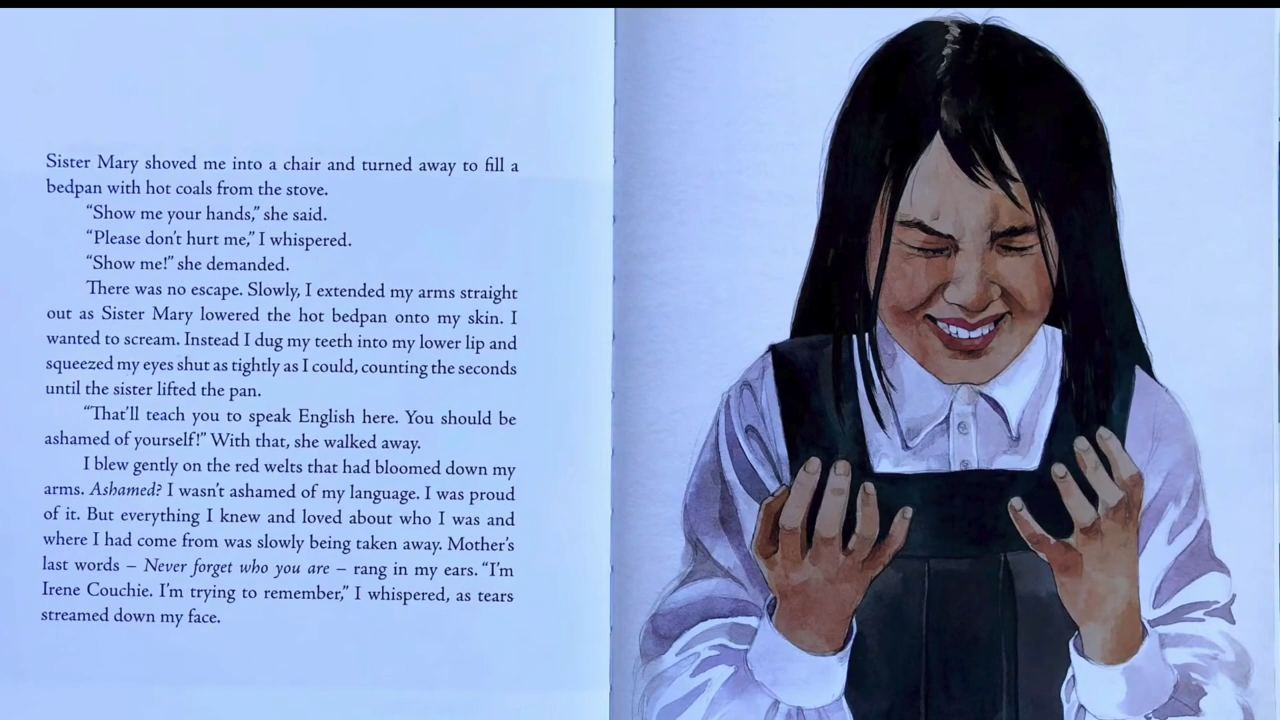 Sister Mary shoved me into a chair and turned away to fill a
bedpan with hot coals from the stove.
“Show me your hands,” she said.
“Please don’t hurt me,” I whispered.
“Show me!” she demanded.
There was no escape. Slowly, I extended my arms straight
out as Sister Mary lowered the hot bedpan onto my skin. I
wanted to scream. Instead I dug my teeth into my lower lip and
squeezed my eyes shut as tightly as I could, counting the seconds
until the sister lifted the pan.
“That’ll teach you to speak English here. You should be
ashamed of yourself!” With that, she walked away.
I blew gently on the red welts that had bloomed down my
arms. Ashamed? I wasn’t ashamed of my language. I was proud
of it. But everything I knew and loved about who I was and
where I had come from was slowly being taken away. Mother’s
last words – Never forget who you are – rang in my ears. “I’m
Irene Couchie. I’m trying to remember,” I whispered, as tears
streamed down my face.